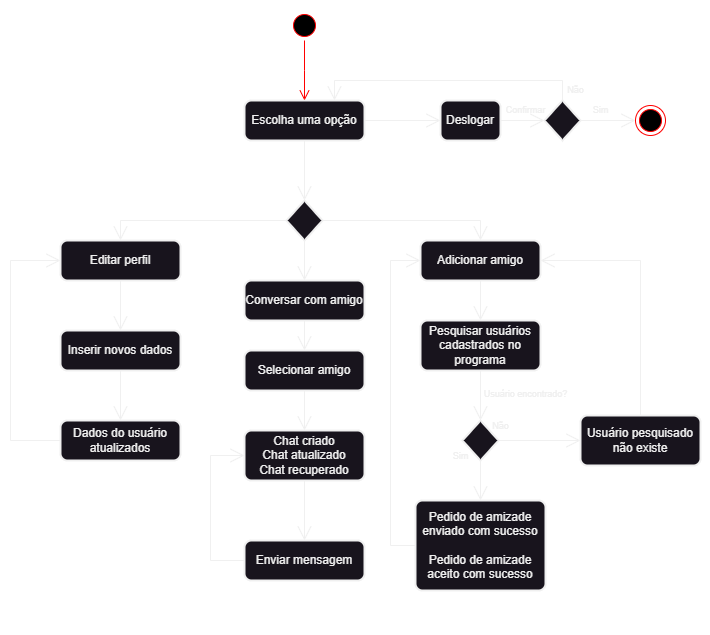 Não
Escolha uma opção
Deslogar
Confirmar
Sim
Editar perfil
Adicionar amigo
Conversar com amigo
Inserir novos dados
Pesquisar usuários
cadastrados no
programa
Selecionar amigo
Usuário encontrado?
Dados do usuário
atualizados
Chat criado
Chat atualizado
Chat recuperado
Não
Usuário pesquisado
não existe
Sim
Pedido de amizade
enviado com sucesso
Pedido de amizade
aceito com sucesso
Enviar mensagem